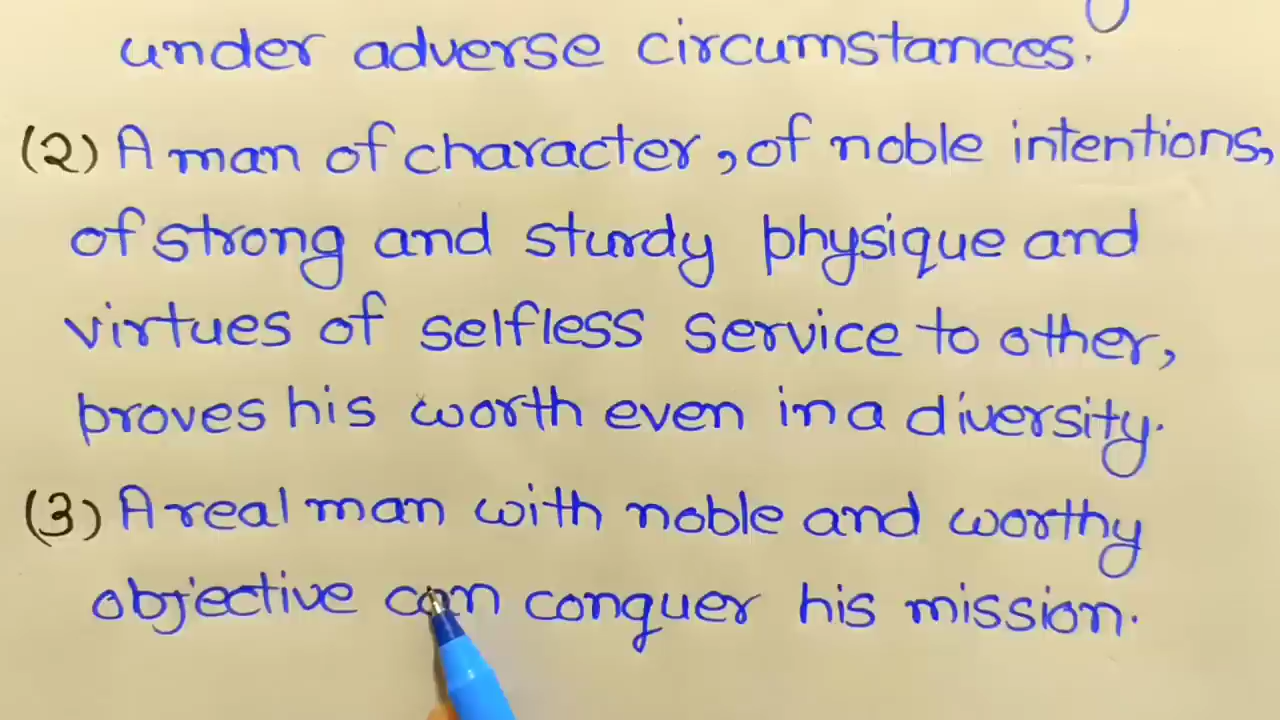 under adverse circumstances.
(2) A man of character, of noble intentions,
of strong and sturdy physique and
virtues of selfless service to other,
proves his worth even in a diversity.
(3) A real man with noble and worthy
objective can conquer his mission.